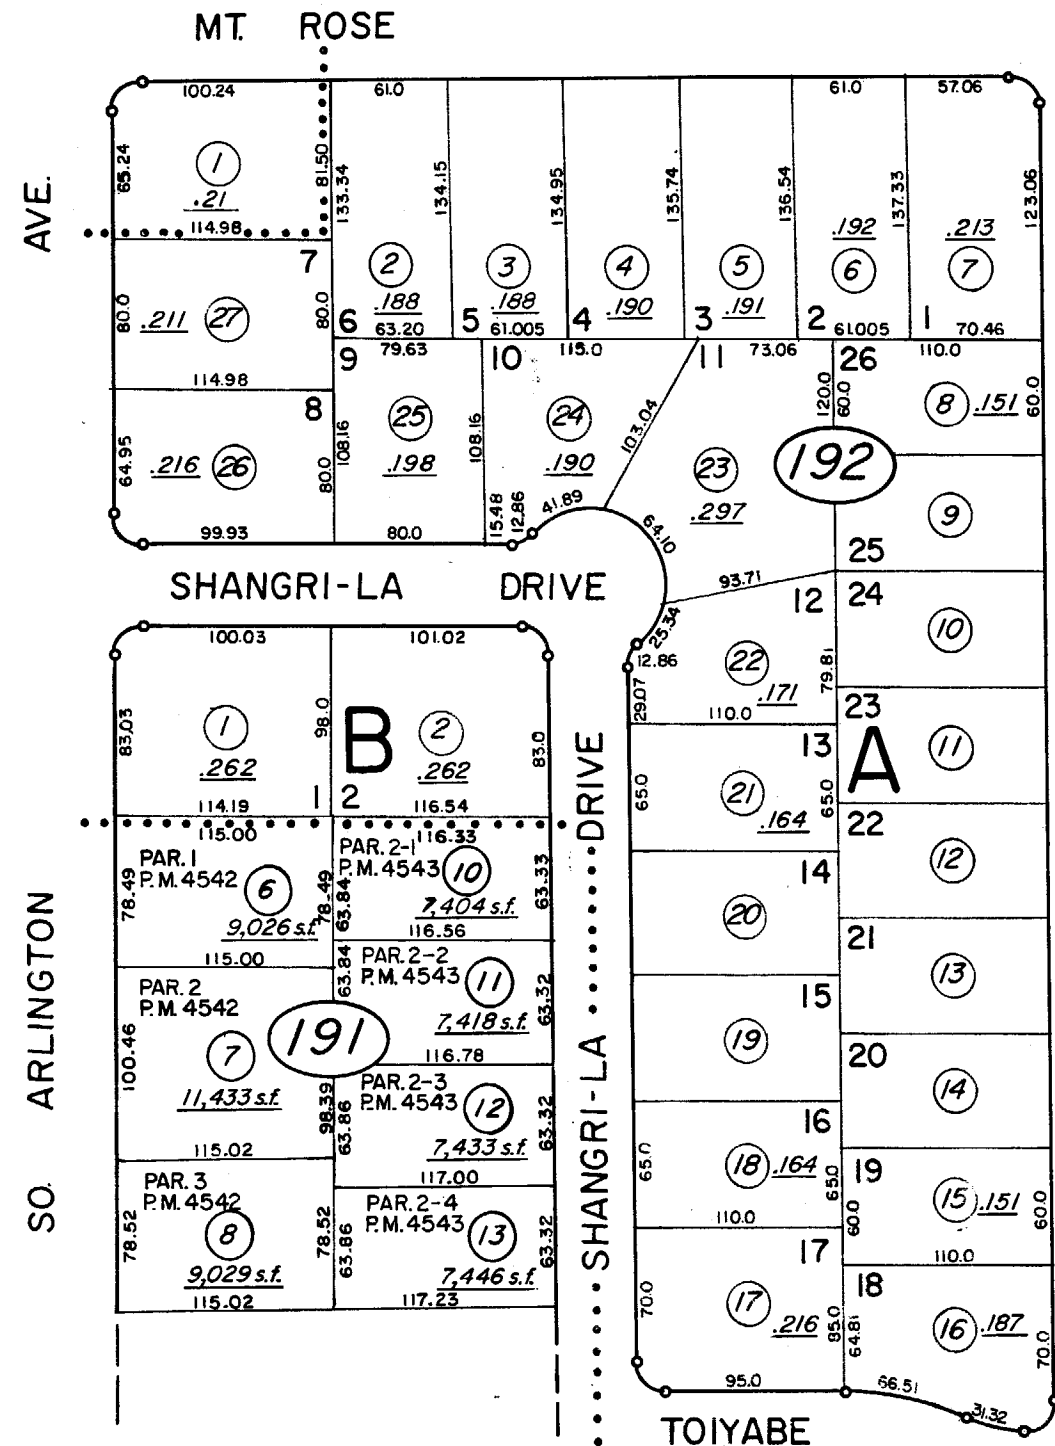 MT. ROSE
100.24 61.0 61.0 57.06
65.24 81.50 133.34 134.15 134.95 135.74 136.54 137.33 123.06
AVE.
1
.21
114.98
.192 .213
7 2 3 4 5 6 7
.188 .188 .190 .191
80.0 .211 27 80.0
6 63.20 5 61.005 4 3 2 61.005 1 70.46
9 79.63 10 115.0 11 73.06 26 110.0
114.98
8
120.0 60.0 8 .151 60.0
25 24 103.04
64.95 .216 26 80.0 108.16 .198 108.16 .190 23 192
.297 9
15.48 12.86 41.89 64.10
99.93 80.0 25
SHANGRI-LA DRIVE
93.71 12 24
100.03 101.02 25.34 10
12.86 22 79.81
.171
29.07 110.0 23
83.03 1 98.0 B 2 83.0
.262 .262
13 A 11
114.19 1 2 116.54
65.0 21 65.0
.164 22
115.00 116.33
PAR. 1
P.M. 4542
6
78.49 78.49
9,026 s.f.
115.00
PAR. 2-1
P.M. 4543
10
63.84 63.33
7,404 s.f.
116.56
14 12
20
21
PAR. 2
P.M. 4542
7
100.46 98.39
11,433 s.f.
115.02
191
PAR. 2-2
P.M. 4543
11
63.84 63.32
7,418 s.f.
116.78
15 13
19
20
SO. ARLINGTON
PAR. 2-3
P.M. 4543
12
63.86 63.32
7,433 s.f.
117.00
SHANGRI-LA DRIVE
14
16
65.0 18 .164 65.0
110.0
19
60.0 15 .151 60.0
110.0
PAR. 3
P.M. 4542
8
78.52 78.52
9,029 s.f.
115.02
PAR. 2-4
P.M. 4543
13
63.86 63.32
7,446 s.f.
117.23
17 18
70.0 17 .216 85.0 64.81 16 .187 70.0
95.0 66.51 31.32
TOIYABE